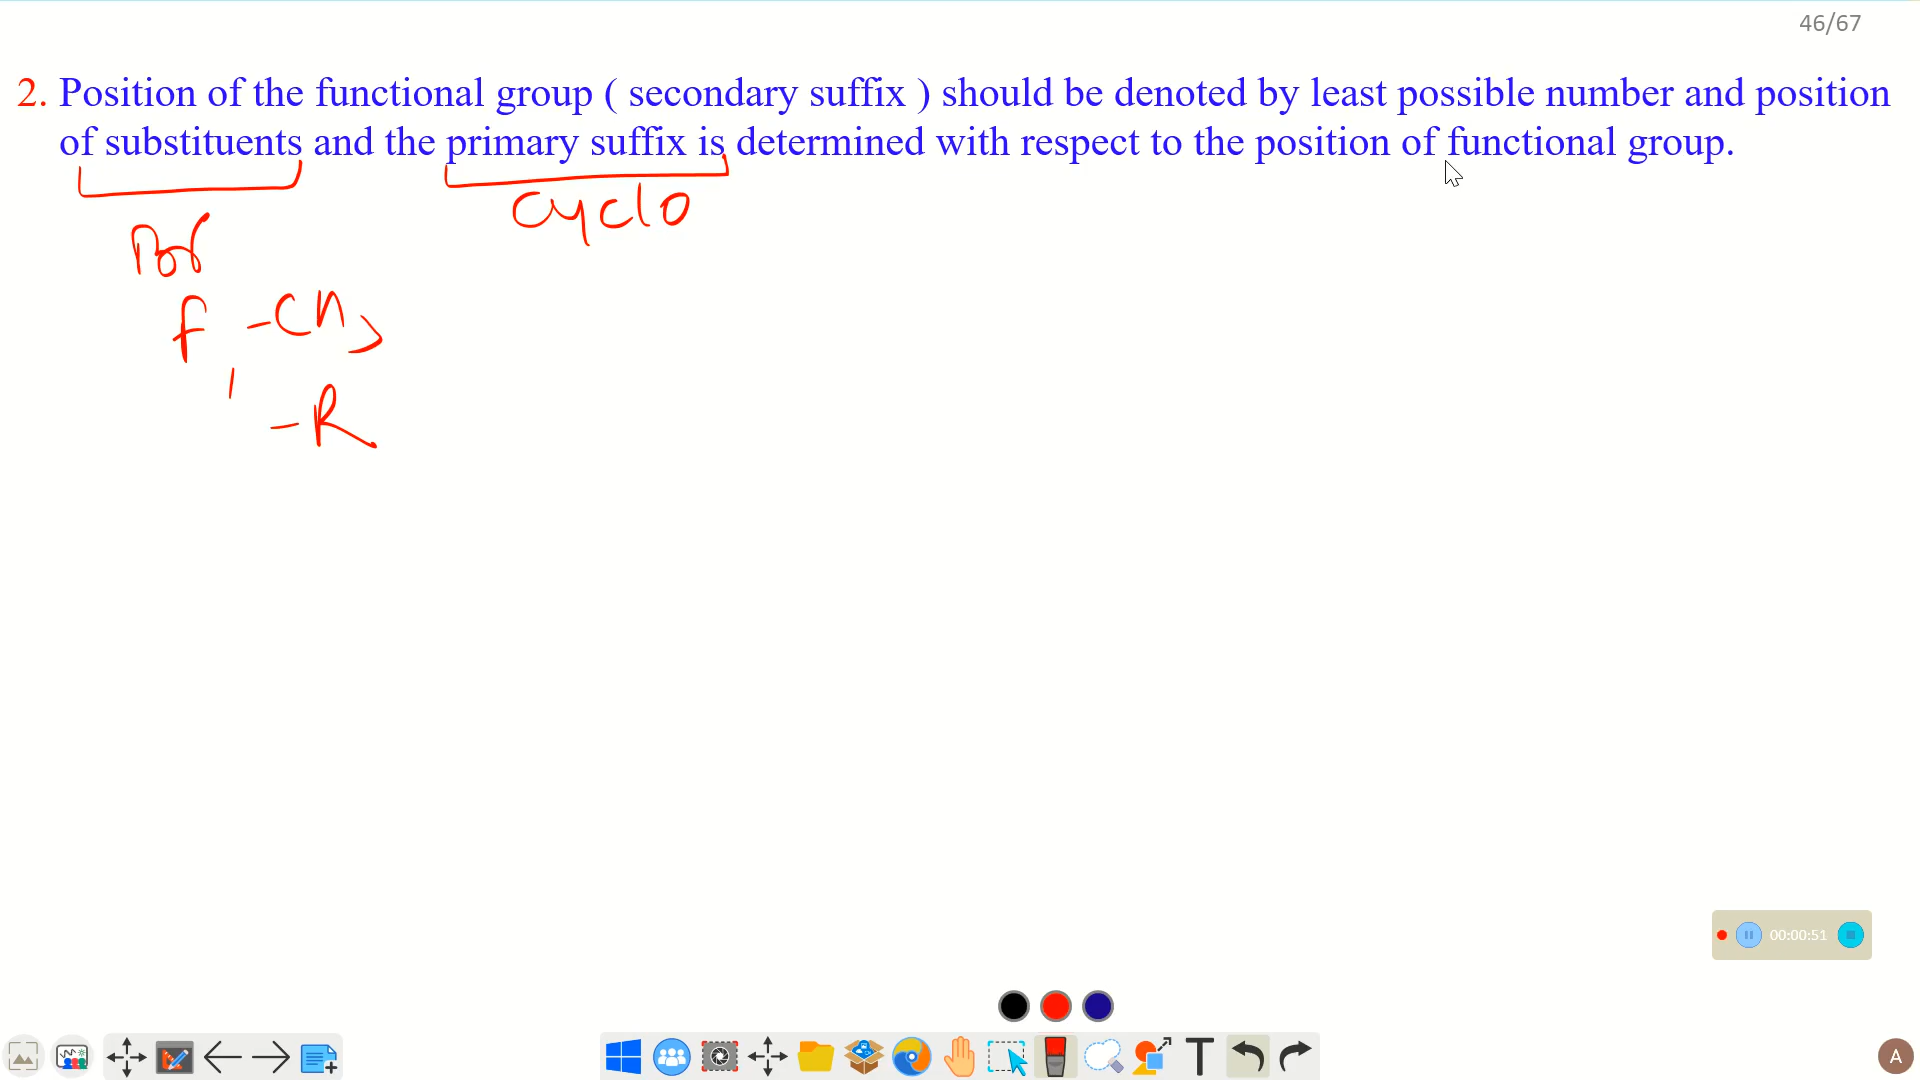 46/67
2. Position of the functional group ( secondary suffix ) should be denoted by least possible number and position
of substituents and the primary suffix is determined with respect to the position of functional group.
Cyclo
Br
F, -CH3
-R
00:00:51
T
A